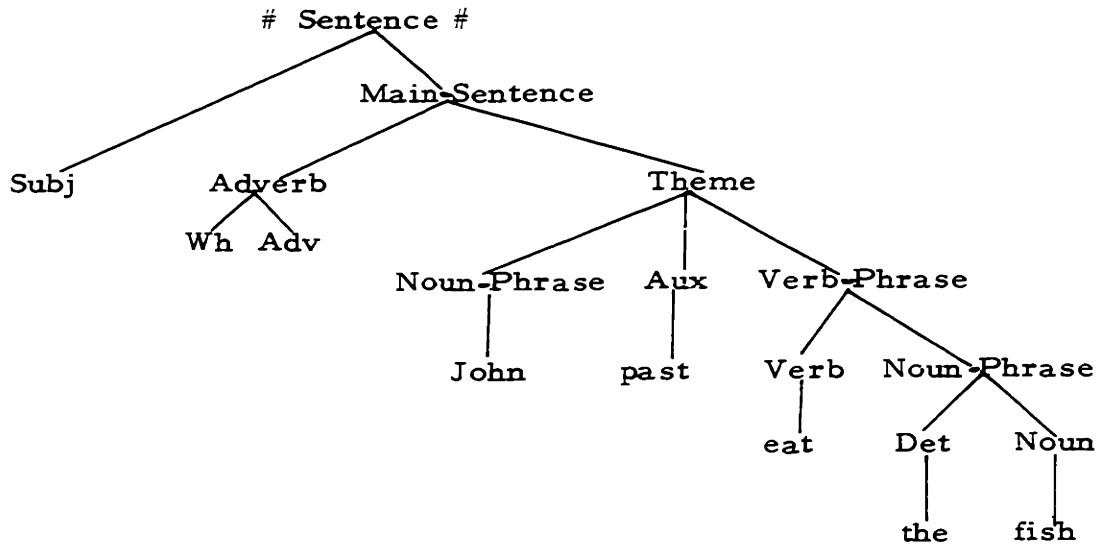 # Sentence #
Main-Sentence
Subj Adverb Theme
Wh Adv
Noun-Phrase Aux Verb-Phrase
John past Verb Noun-Phrase
eat Det Noun
the fish